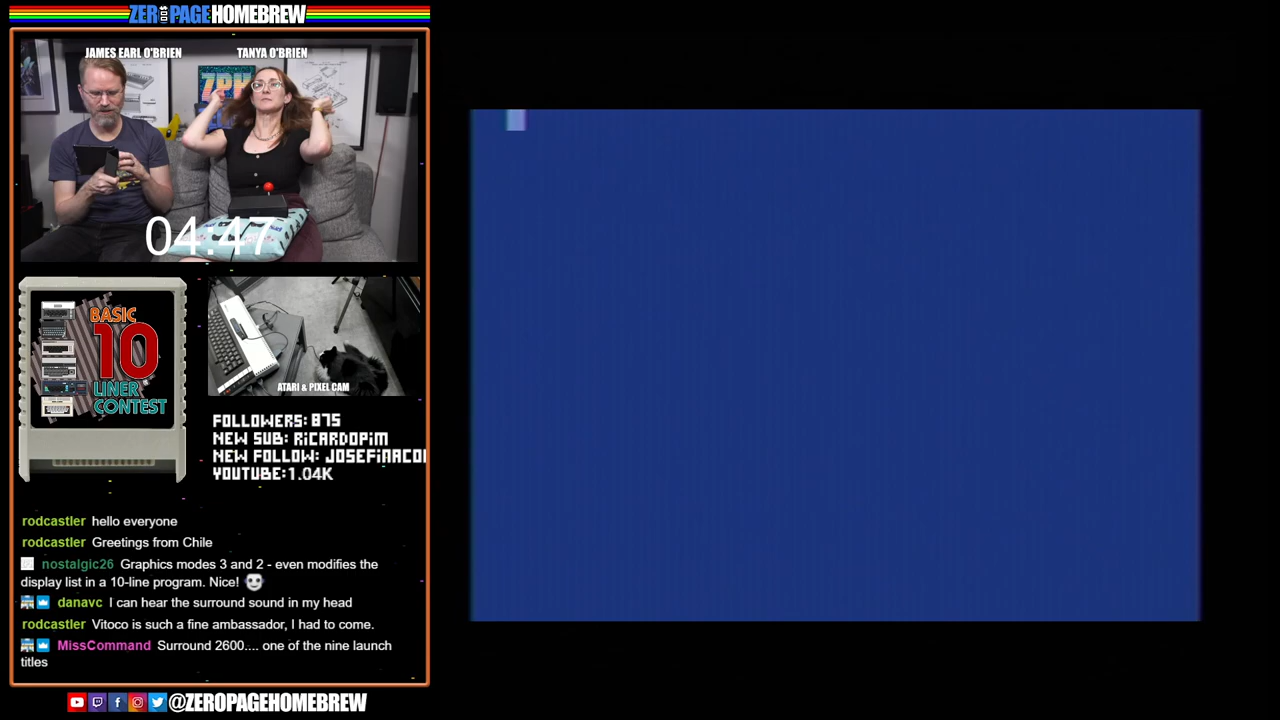 ZEROPAGE HOMEBREW
JAMES EARL O'BRIEN
TANYA O'BRIEN
ZPH
04:47
BASIC
10
LINER
CONTEST
ATARI & PIXEL CAM
FOLLOWERS: 875
NEW SUB: RICARDOPIM
NEW FOLLOW: JOSEFINACO
YOUTUBE:1.04K
rodcastler hello everyone
rodcastler Greetings from Chile
nostalgic26 Graphics modes 3 and 2 - even modifies the
display list in a 10-line program. Nice!
danavc I can hear the surround sound in my head
rodcastler Vitoco is such a fine ambassador, I had to come.
MissCommand Surround 2600.... one of the nine launch
titles
@ZEROPAGEHOMEBREW